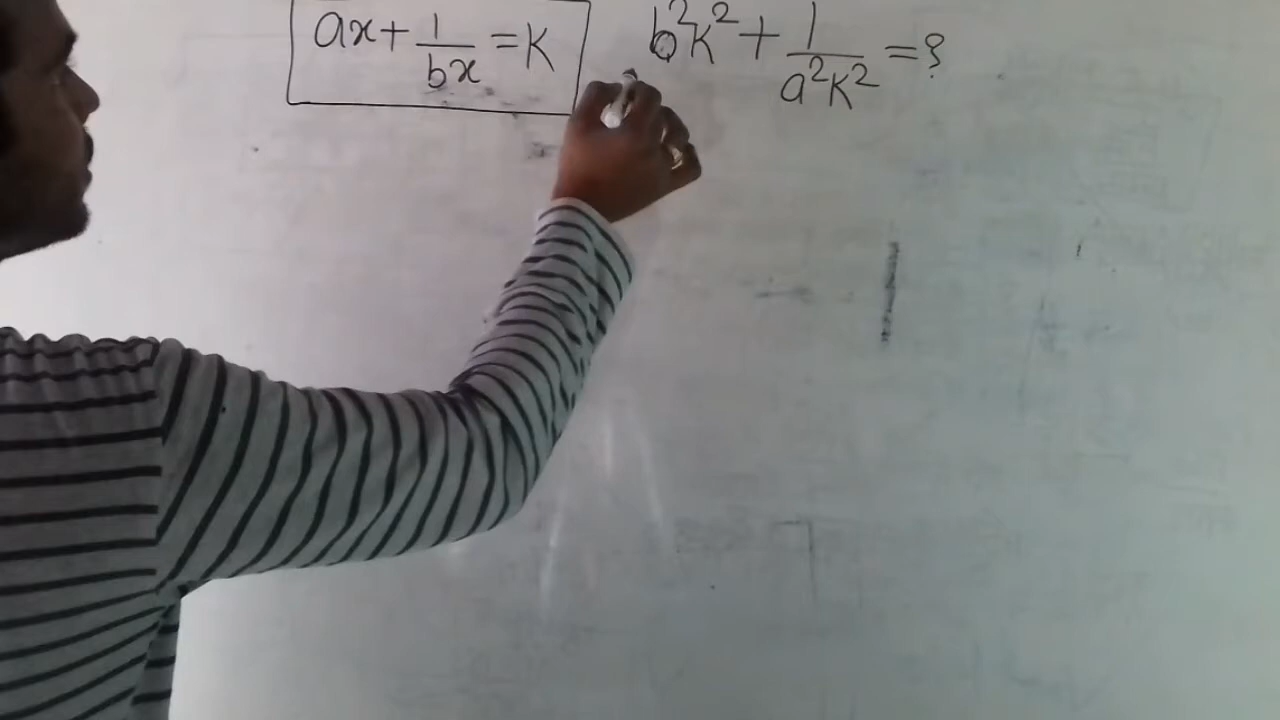 ax + 1/bx = K
b²K² + 1/a²K² = ?